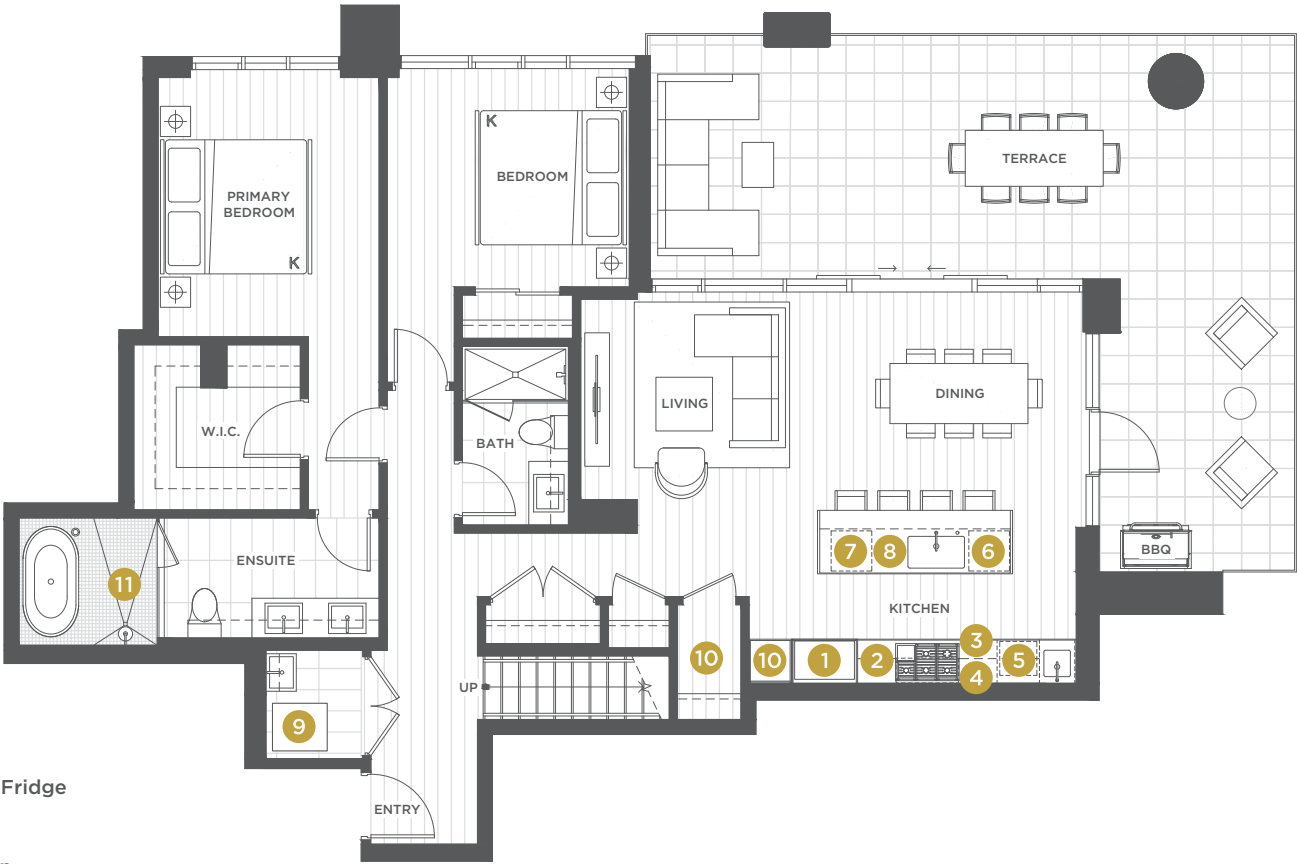 TERRACE
K
BEDROOM
PRIMARY
BEDROOM
K
DINING
LIVING
W.I.C.
BATH
7
8
6
BBQ
ENSUITE
11
KITCHEN
3
10
10
1
2
5
4
UP
9
Fridge
ENTRY